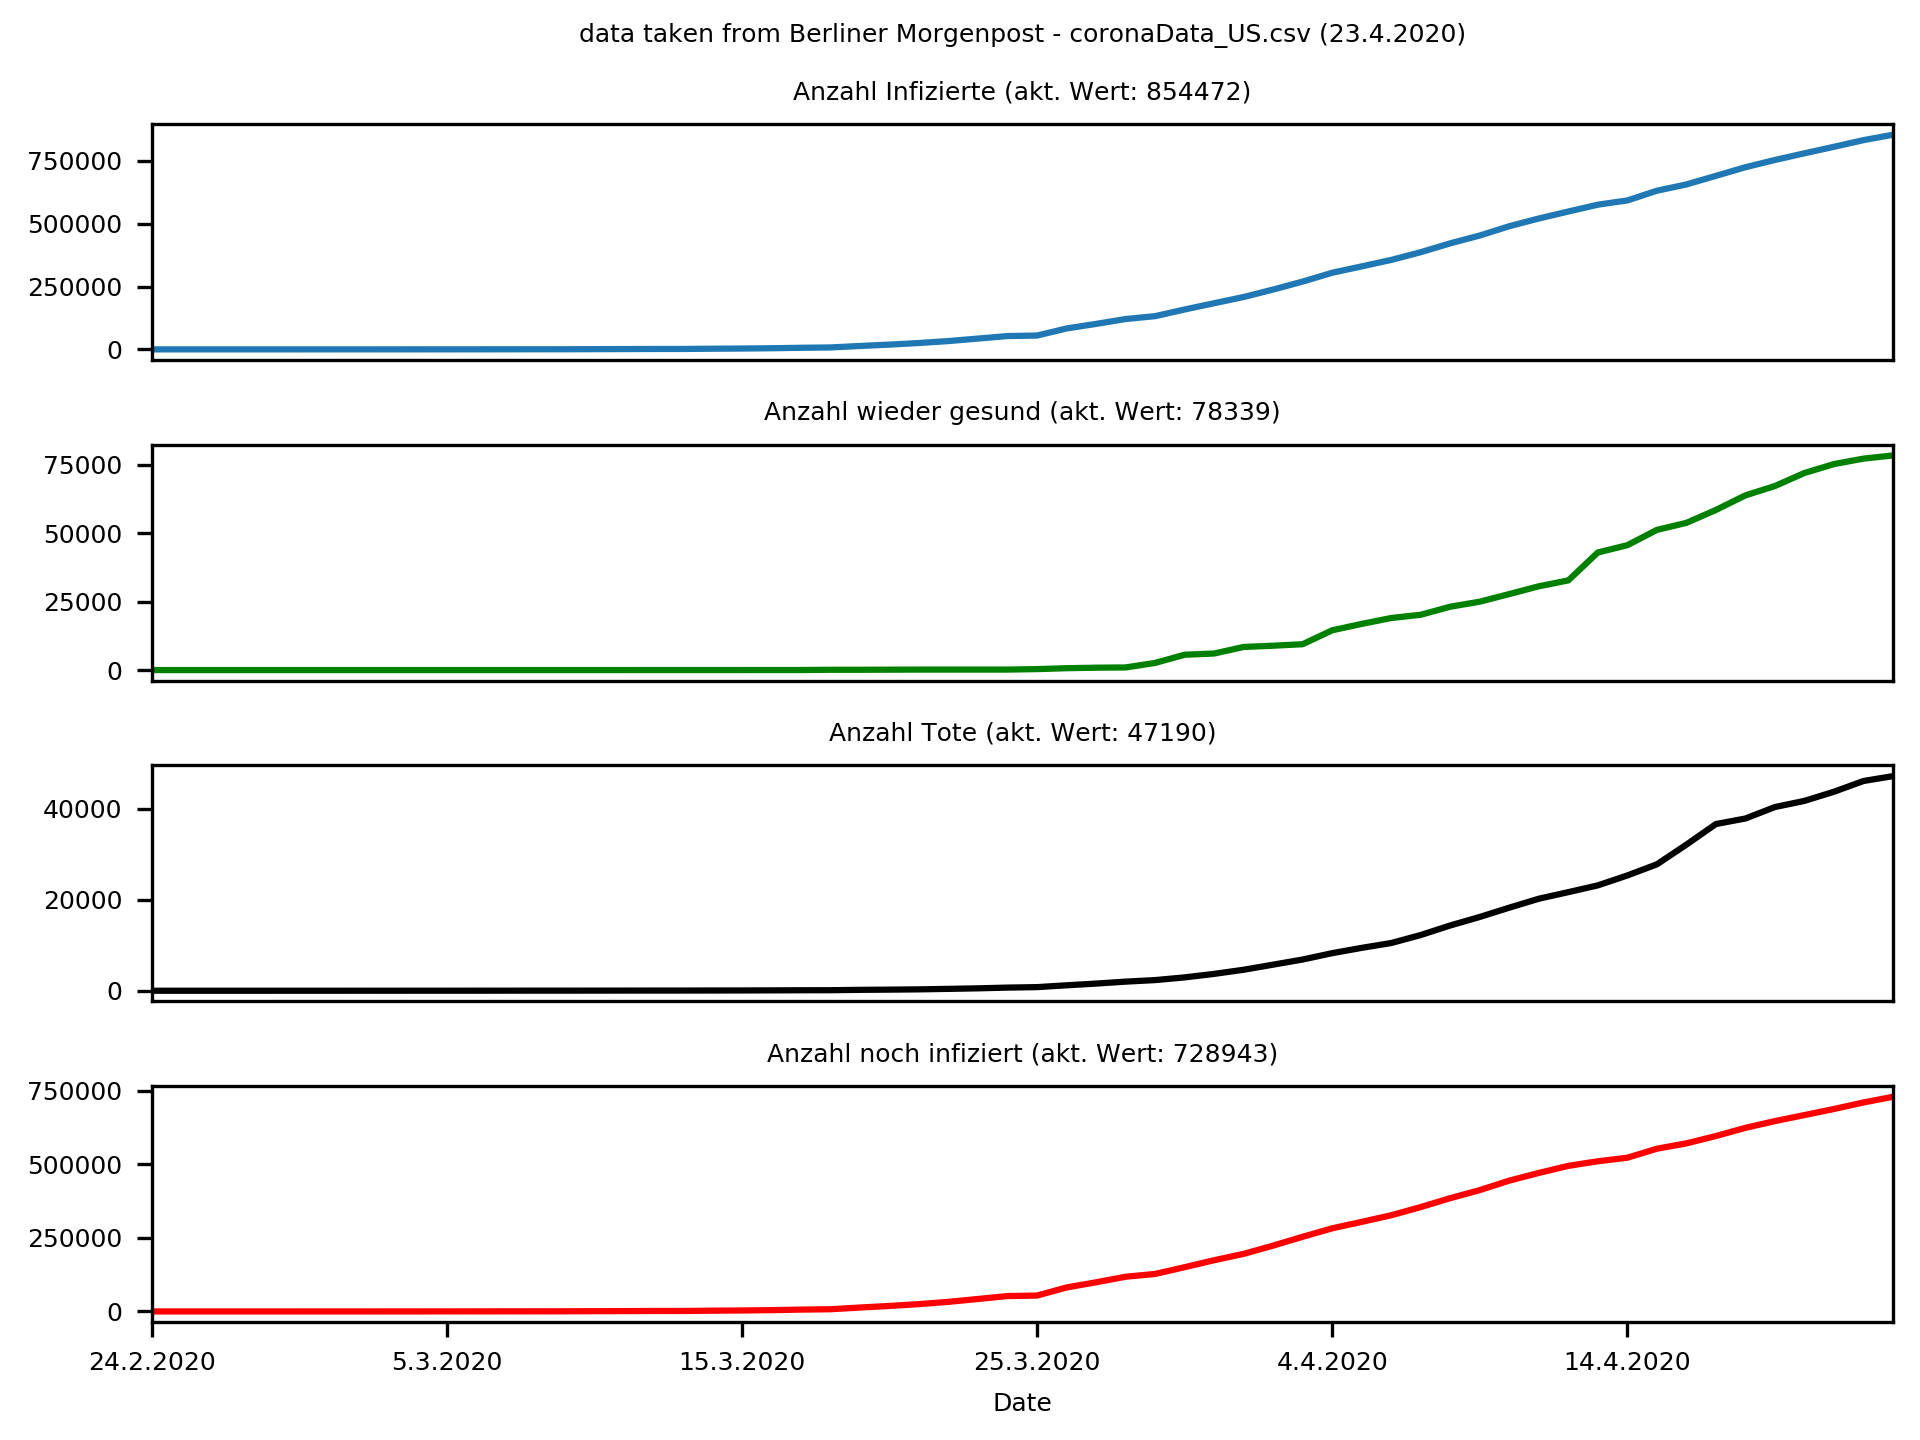 data taken from Berliner Morgenpost - coronaData_US.csv (23.4.2020)
Anzahl Infizierte (akt. Wert: 854472)
750000
500000
250000
0
Anzahl wieder gesund (akt. Wert: 78339)
75000
50000
25000
0
Anzahl Tote (akt. Wert: 47190)
40000
20000
0
Anzahl noch infiziert (akt. Wert: 728943)
750000
500000
250000
0
24.2.2020 5.3.2020 15.3.2020 25.3.2020 4.4.2020 14.4.2020
Date